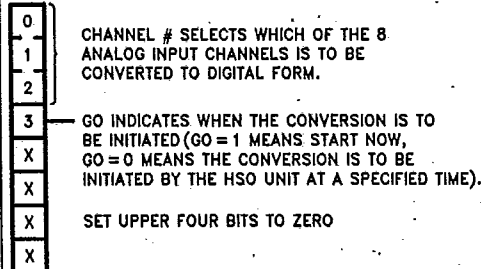 0
1
2
CHANNEL # SELECTS WHICH OF THE 8
ANALOG INPUT CHANNELS IS TO BE
CONVERTED TO DIGITAL FORM.
3
GO INDICATES WHEN THE CONVERSION IS TO
BE INITIATED (GO = 1 MEANS START NOW,
GO = 0 MEANS THE CONVERSION IS TO BE
INITIATED BY THE HSO UNIT AT A SPECIFIED TIME).
X
X
X
SET UPPER FOUR BITS TO ZERO
X